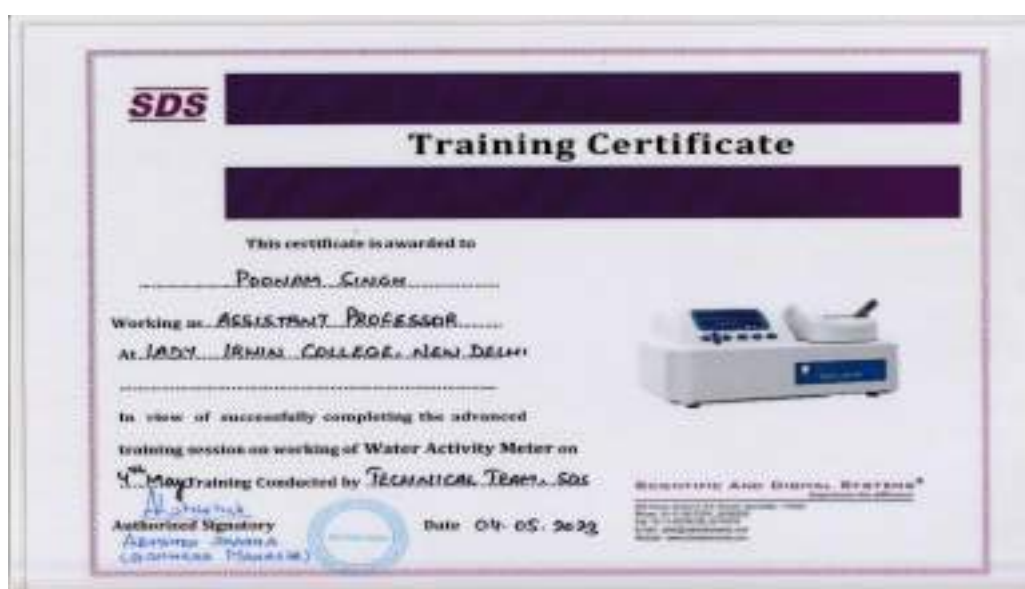 SDS
Training Certificate
This certificate is awarded to
POONAM SINGH
Working as ASSISTANT PROFESSOR
At LADY IRWIN COLLEGE, NEW DELHI
In view of successfully completing the advanced
training session on working of Water Activity Meter on
4th May Training Conducted by TECHNICAL TEAM, SDS
Authorized Signatory
Date 04.05.2023
SCIENTIFIC AND DIGITAL SYSTEMS